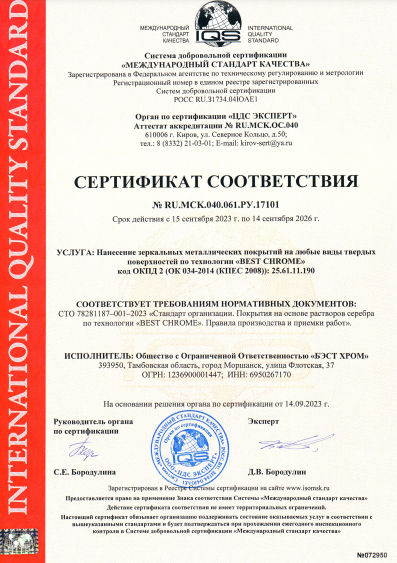 INTERNATIONAL QUALITY STANDARD
МЕЖДУНАРОДНЫЙ
СТАНДАРТ
КАЧЕСТВА
IQS
INTERNATIONAL
QUALITY
STANDARD
Система добровольной сертификации
«МЕЖДУНАРОДНЫЙ СТАНДАРТ КАЧЕСТВА»
Зарегистрирована в Федеральном агентстве по техническому регулированию и метрологии
Регистрационный номер в едином реестре зарегистрированных
Систем добровольной сертификации
РОСС RU.31734.04ЮАЕ1
Орган по сертификации «ЦДС ЭКСПЕРТ»
Аттестат аккредитации № RU.МСК.ОС.040
610006 г. Киров, ул. Северное Кольцо, д.50;
тел.: 8 (8332) 21-03-01; E-mail: kirov-sert@ya.ru
СЕРТИФИКАТ СООТВЕТСТВИЯ
№ RU.МСК.040.061.РУ.17101
Срок действия с 15 сентября 2023 г. по 14 сентября 2026 г.
УСЛУГА: Нанесение зеркальных металлических покрытий на любые виды твердых
поверхностей по технологии «BEST CHROME»
код ОКПД 2 (ОК 034-2014 (КПЕС 2008)): 25.61.11.190
СООТВЕТСТВУЕТ ТРЕБОВАНИЯМ НОРМАТИВНЫХ ДОКУМЕНТОВ:
СТО 78281187–001–2023 «Стандарт организации. Покрытия на основе растворов серебра
по технологии «BEST CHROME». Правила производства и приемки работ».
ИСПОЛНИТЕЛЬ: Общество с Ограниченной Ответственностью «БЭСТ ХРОМ»
393950, Тамбовская область, город Моршанск, улица Флотская, 37
ОГРН: 1236900001447; ИНН: 6950267170
На основании решения органа по сертификации от 14.09.2023 г.
Руководитель органа
по сертификации
Эксперт
ООО «ЦДС ЭКСПЕРТ»
IQS
С.Е. Бородулина
Д.В. Бородулин
Зарегистрирован в Реестре Системы сертификации на сайте www.isomsk.ru
Предоставляется право на применение Знака соответствия Системы «Международный стандарт качества»
Действие сертификата соответствия не имеет территориальных ограничений.
Настоящий сертификат обязывает организацию поддерживать состояние оказываемых услуг в соответствии с
вышеуказанными стандартами и будет подтверждаться при прохождении ежегодного инспекционного
контроля в Системе добровольной сертификации «Международный стандарт качества»
№072950